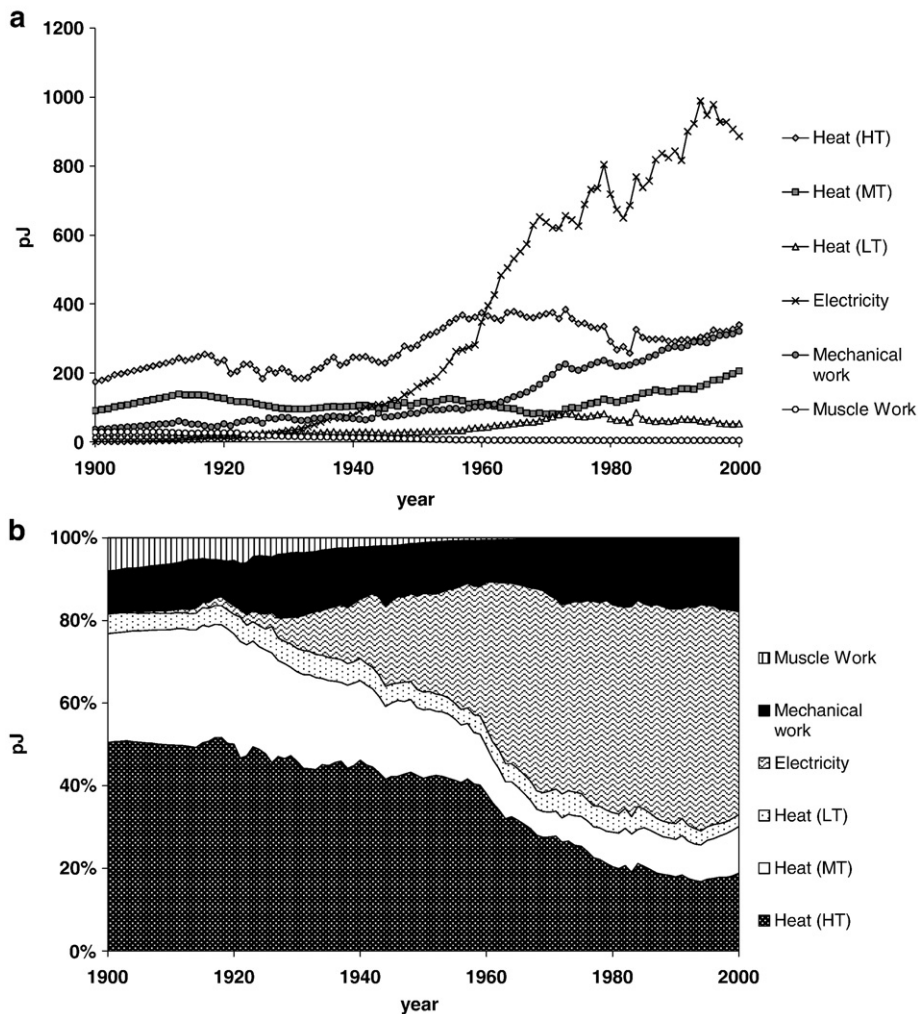 a
1200
1000
800
600
400
200
0
pJ
1900 1920 1940 1960 1980 2000
year
Heat (HT)
Heat (MT)
Heat (LT)
Electricity
Mechanical
work
Muscle Work
b
100%
80%
60%
40%
20%
0%
pJ
1900 1920 1940 1960 1980 2000
year
Muscle Work
Mechanical
work
Electricity
Heat (LT)
Heat (MT)
Heat (HT)